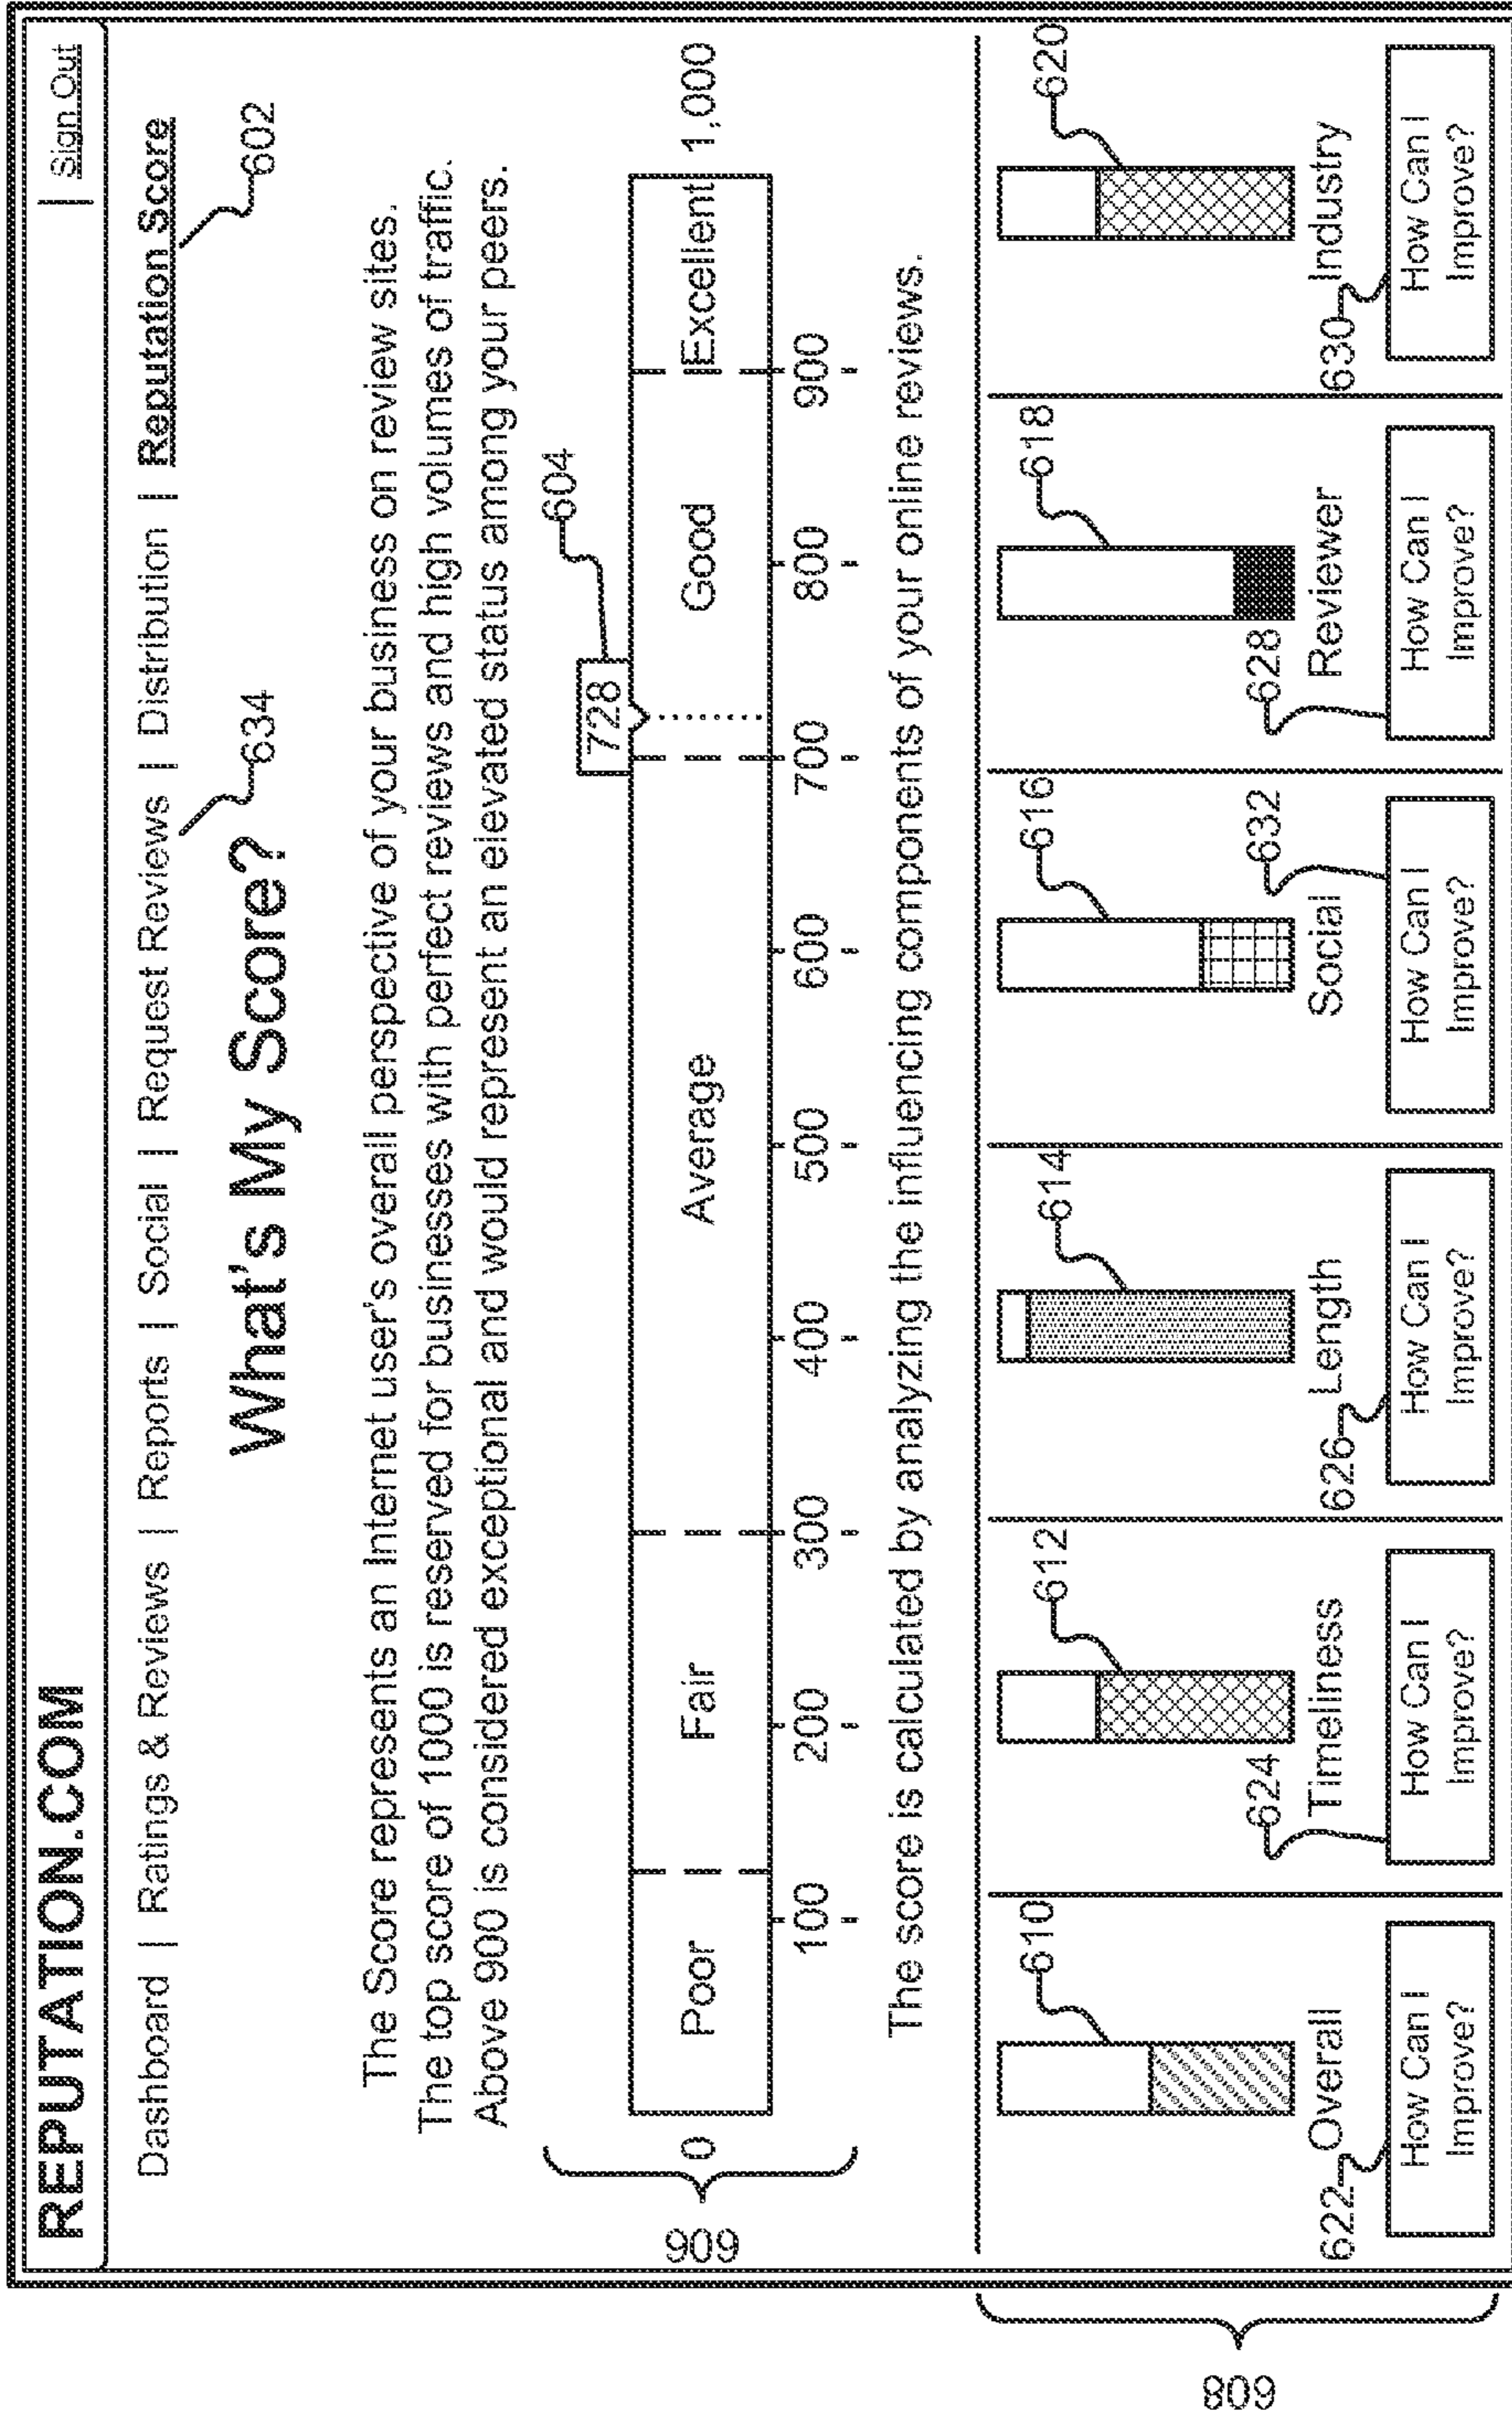 REPUTATION.COM
| Sign Out
Dashboard | Ratings & Reviews | Reports | Social | Request Reviews | Distribution | Reputation Score
634
602
What's My Score?
The Score represents an Internet user's overall perspective of your business on review sites.
The top score of 1000 is reserved for businesses with perfect reviews and high volumes of traffic.
Above 900 is considered exceptional and would represent an elevated status among your peers.
604
728
606
0 Poor Fair Average Good Excellent 1,000
100 200 300 400 500 600 700 800 900
The score is calculated by analyzing the influencing components of your online reviews.
608
610 612 614 616 618 620
622 624 626 632 628 630
Overall Timeliness Length Social Reviewer Industry
How Can I How Can I How Can I How Can I How Can I How Can I
Improve? Improve? Improve? Improve? Improve? Improve?